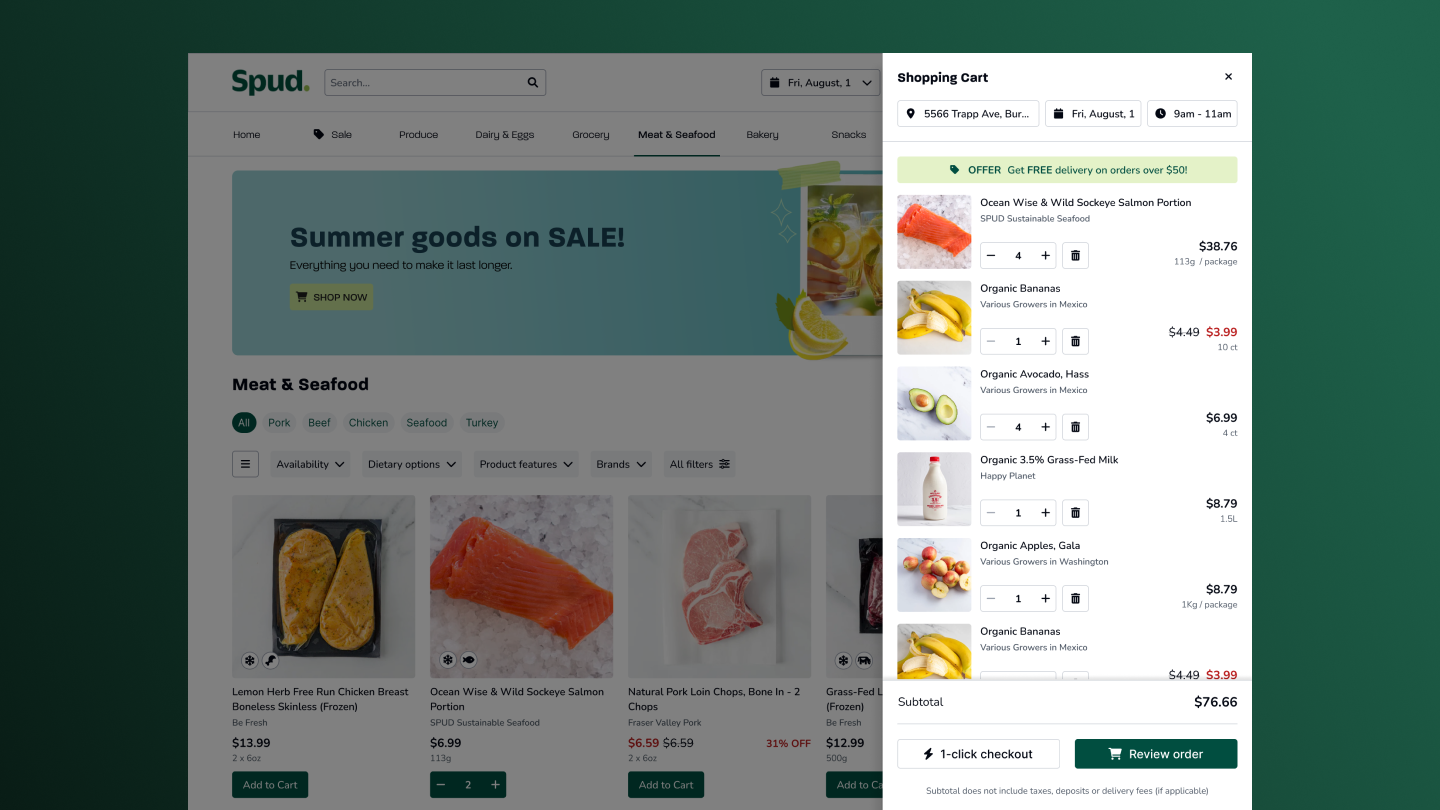 Spud.
Search...
Fri, August, 1
Home
Sale
Produce
Dairy & Eggs
Grocery
Meat & Seafood
Bakery
Snacks
Summer goods on SALE!
Everything you need to make it last longer.
SHOP NOW
Meat & Seafood
All
Pork
Beef
Chicken
Seafood
Turkey
Availability
Dietary options
Product features
Brands
All filters
Lemon Herb Free Run Chicken Breast
Boneless Skinless (Frozen)
Be Fresh
$13.99
2 x 6oz
Add to Cart
Ocean Wise & Wild Sockeye Salmon
Portion
SPUD Sustainable Seafood
$6.99
113g
2
Natural Pork Loin Chops, Bone In - 2
Chops
Fraser Valley Pork
$6.59 $6.59 31% OFF
2 x 6oz
Add to Cart
Grass-Fed L
(Frozen)
Be Fresh
$12.99
500g
Add to Ca
Shopping Cart
5566 Trapp Ave, Bur...
Fri, August, 1
9am - 11am
OFFER Get FREE delivery on orders over $50!
Ocean Wise & Wild Sockeye Salmon Portion
SPUD Sustainable Seafood
4
$38.76
113g / package
Organic Bananas
Various Growers in Mexico
1
$4.49 $3.99
10 ct
Organic Avocado, Hass
Various Growers in Mexico
4
$6.99
4 ct
Organic 3.5% Grass-Fed Milk
Happy Planet
1
$8.79
1.5L
Organic Apples, Gala
Various Growers in Washington
1
$8.79
1Kg / package
Organic Bananas
Various Growers in Mexico
$4.49 $3.99
Subtotal
$76.66
1-click checkout
Review order
Subtotal does not include taxes, deposits or delivery fees (if applicable)